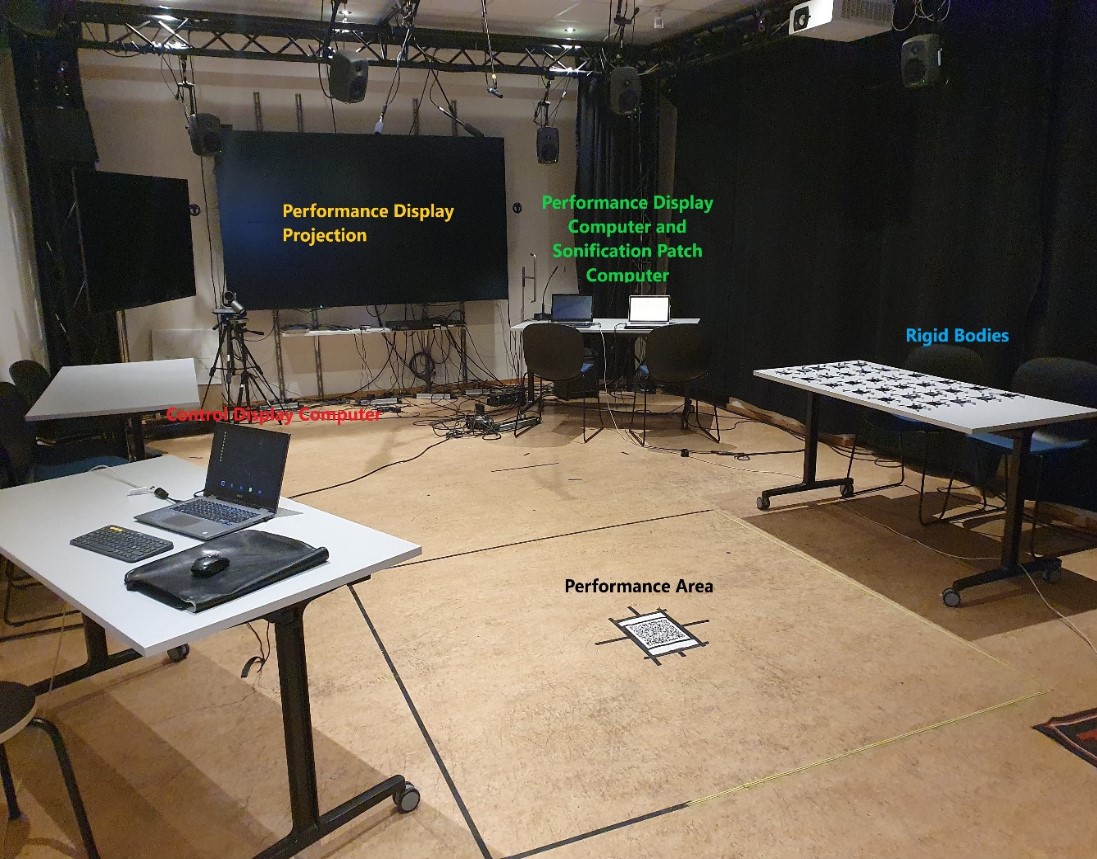 Performance Display
Projection
Performance Display
Computer and
Sonification Patch
Computer
Rigid Bodies
Control Display Computer
Performance Area